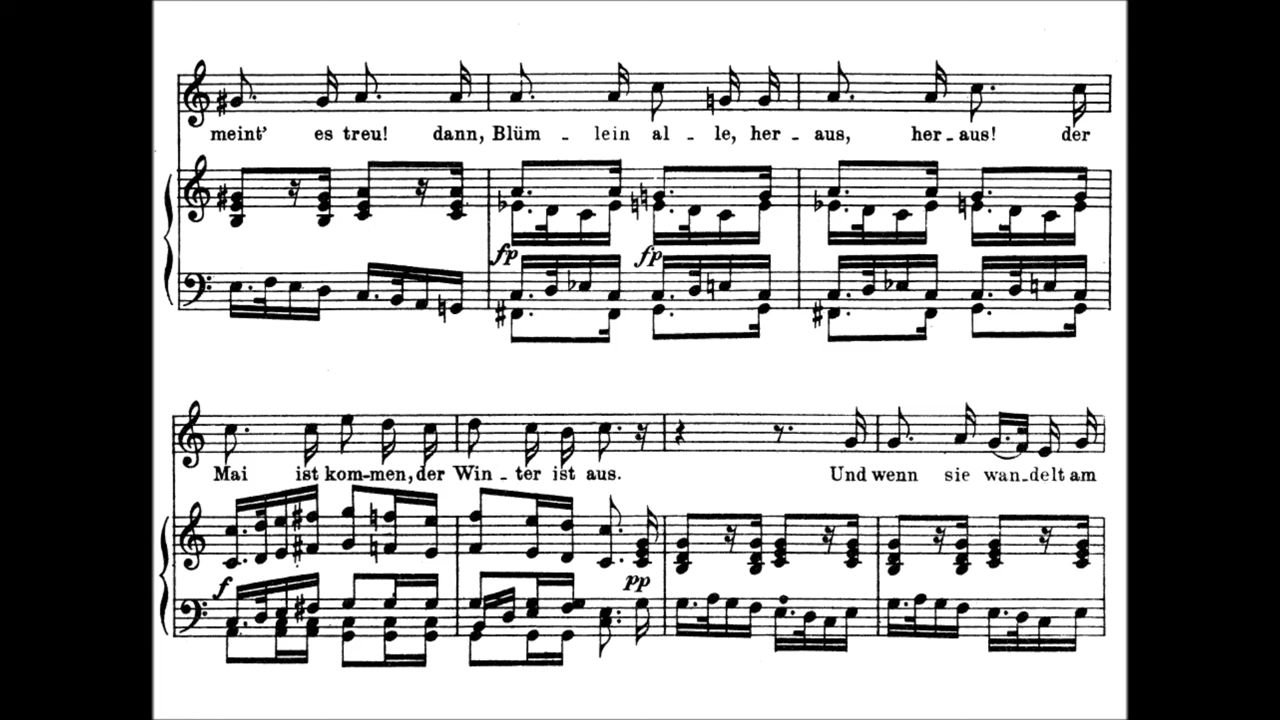 meint' es treu! dann, Blüm - lein al - le, her - aus, her - aus! der
fp fp
Mai ist kom - men, der Win - ter ist aus. Und wenn sie wan - delt am
f pp